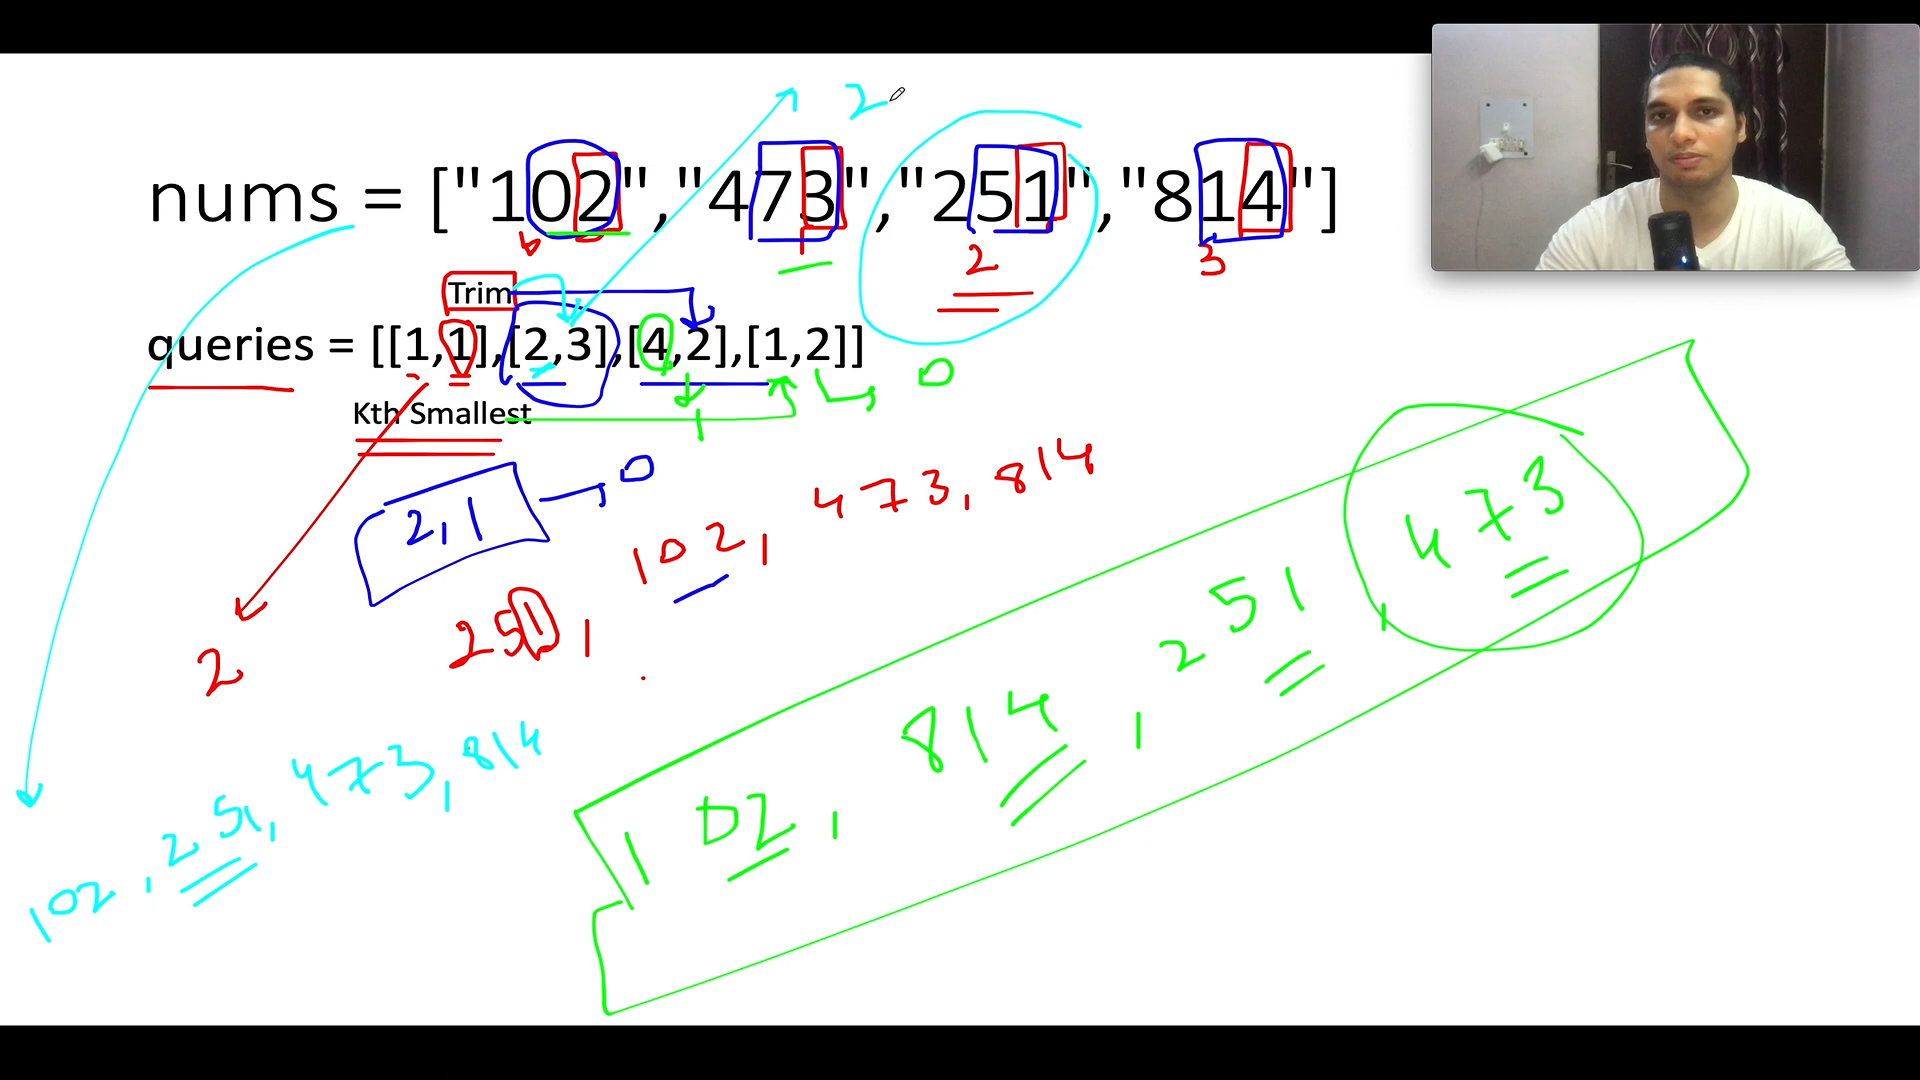 2
nums = ["102","473","251","814"]
6 2 3
Trim
queries = [[1,1],[2,3],[4,2],[1,2]]
0
Kth Smallest
1
0
2,1
251, 102, 473, 814
2
102, 251, 473, 814
102, 814, 251, 473